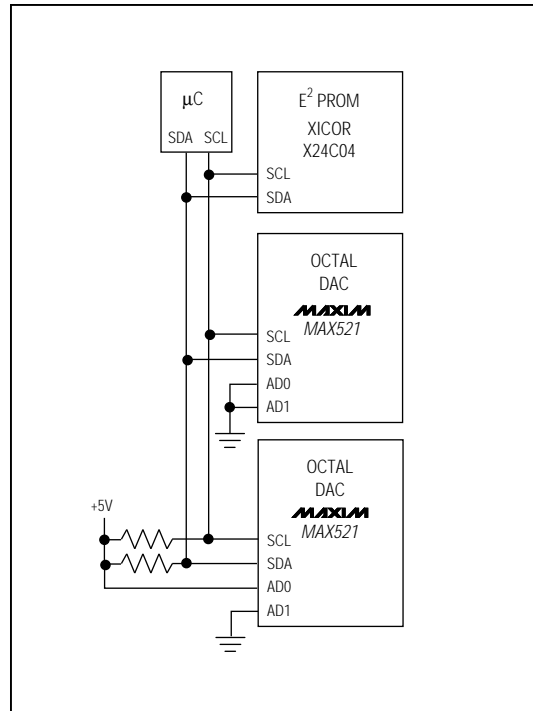 µC
SDA SCL
E² PROM
XICOR
X24C04
SCL
SDA
OCTAL
DAC
MAXIM
MAX521
SCL
SDA
AD0
AD1
OCTAL
DAC
MAXIM
MAX521
+5V
SCL
SDA
AD0
AD1